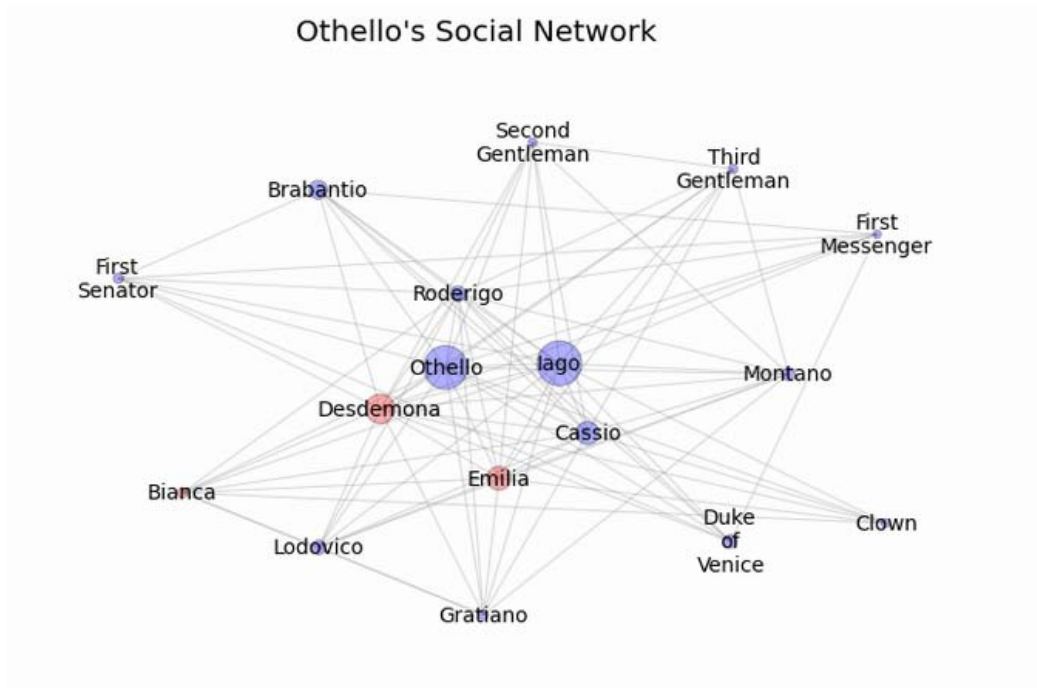 Othello's Social Network
Second
Gentleman
Third
Gentleman
Brabantio
First
Messenger
First
Senator
Roderigo
Othello
Iago
Montano
Desdemona
Cassio
Emilia
Bianca
Duke
of
Venice
Clown
Lodovico
Gratiano